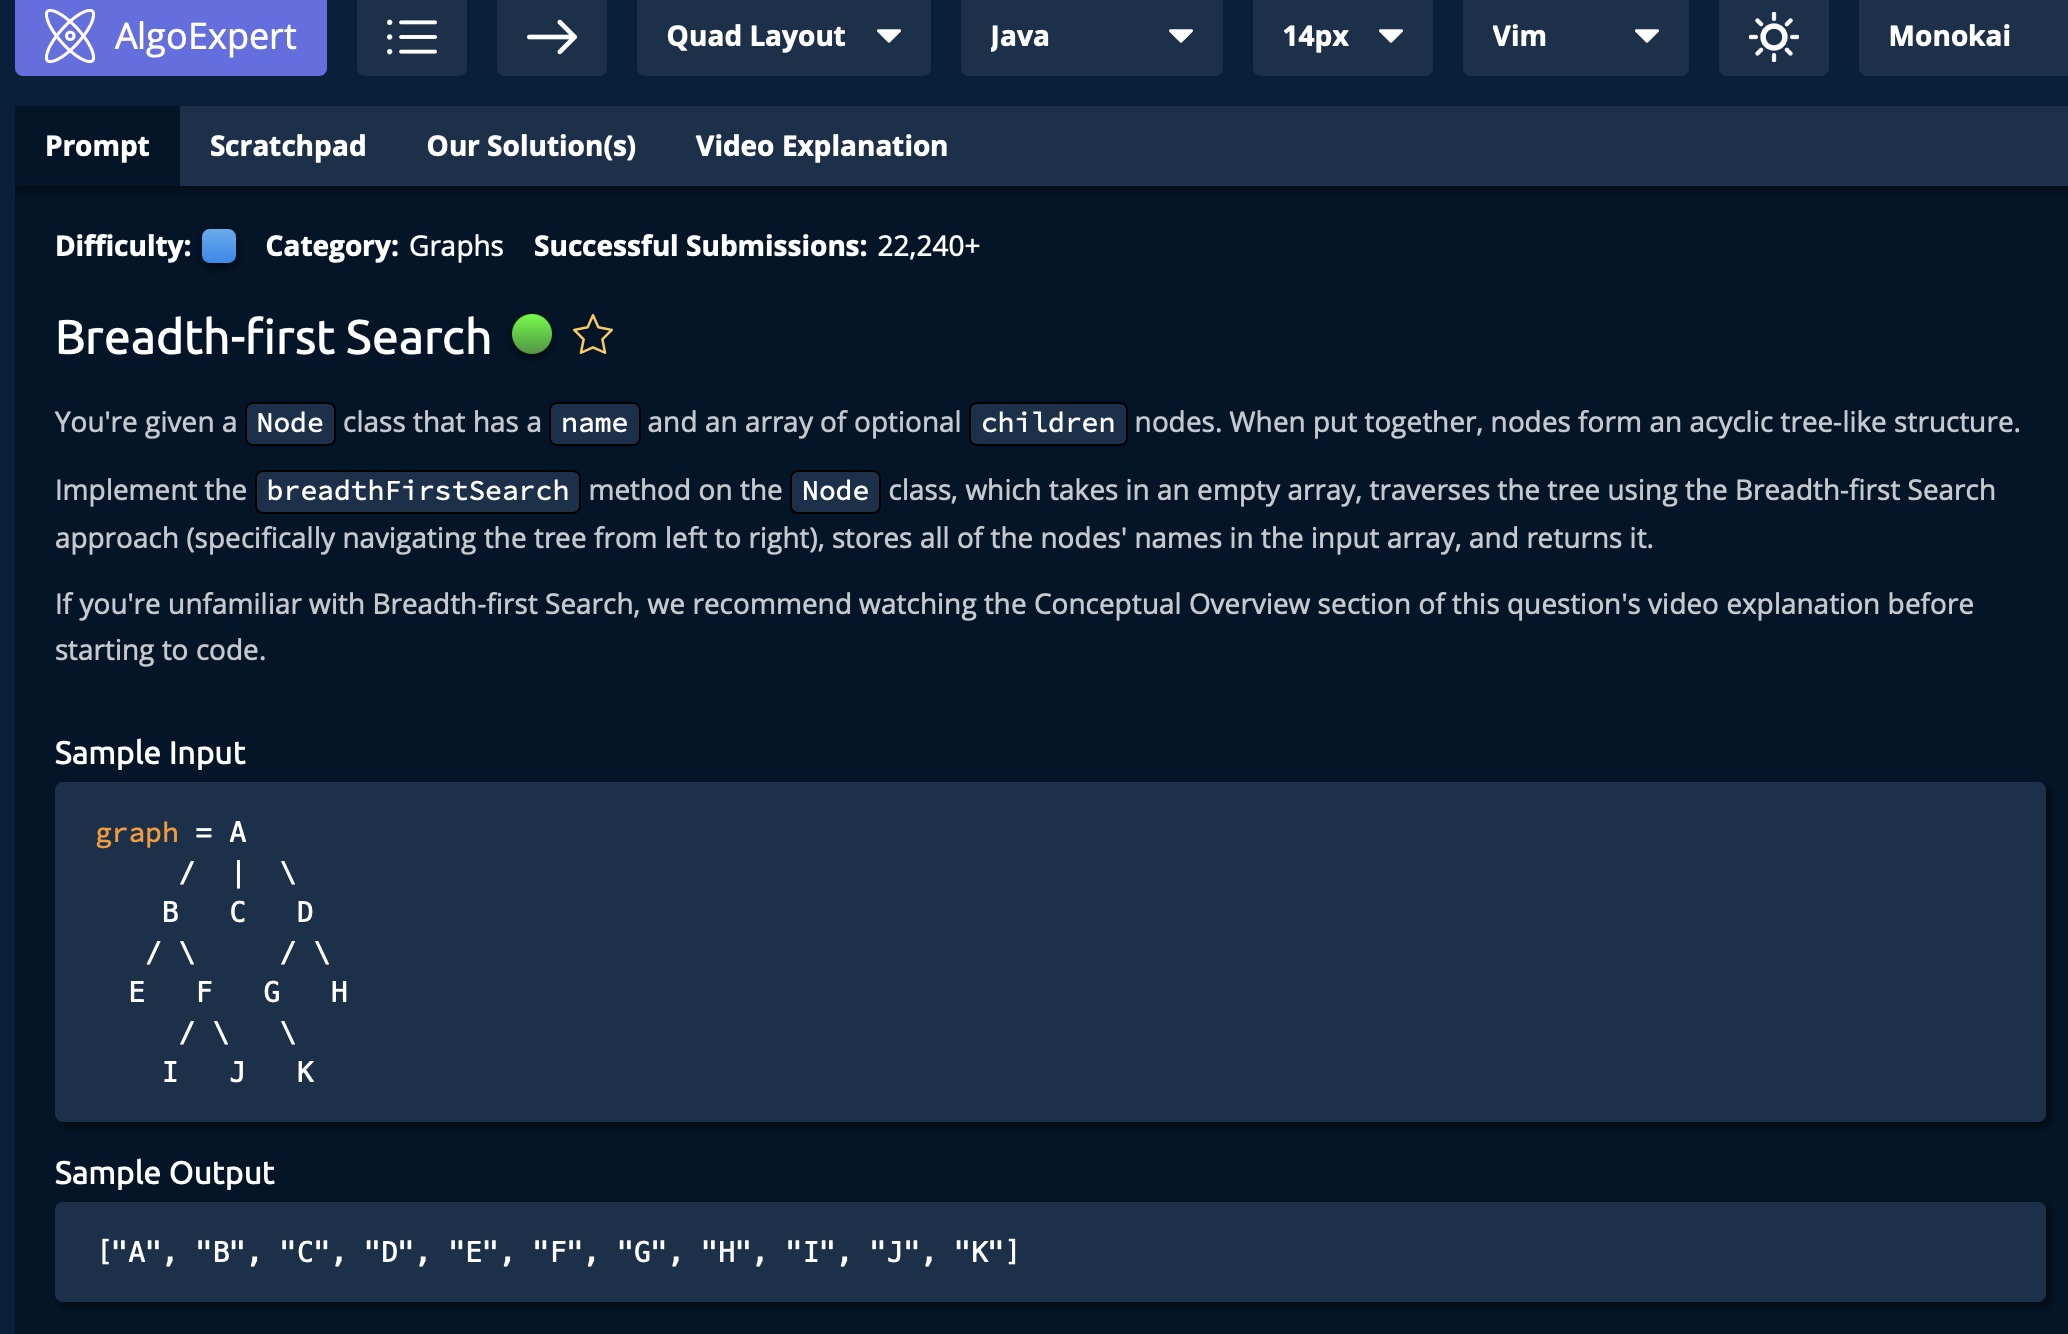 AlgoExpert Quad Layout Java 14px Vim Monokai
Prompt Scratchpad Our Solution(s) Video Explanation
Difficulty: Category: Graphs Successful Submissions: 22,240+
Breadth-first Search
You're given a Node class that has a name and an array of optional children nodes. When put together, nodes form an acyclic tree-like structure.
Implement the breadthFirstSearch method on the Node class, which takes in an empty array, traverses the tree using the Breadth-first Search
approach (specifically navigating the tree from left to right), stores all of the nodes' names in the input array, and returns it.
If you're unfamiliar with Breadth-first Search, we recommend watching the Conceptual Overview section of this question's video explanation before
starting to code.
Sample Input
graph = A
     /  |  \
    B   C   D
   / \     / \
  E   F   G   H
     / \   \
    I   J   K
Sample Output
["A", "B", "C", "D", "E", "F", "G", "H", "I", "J", "K"]